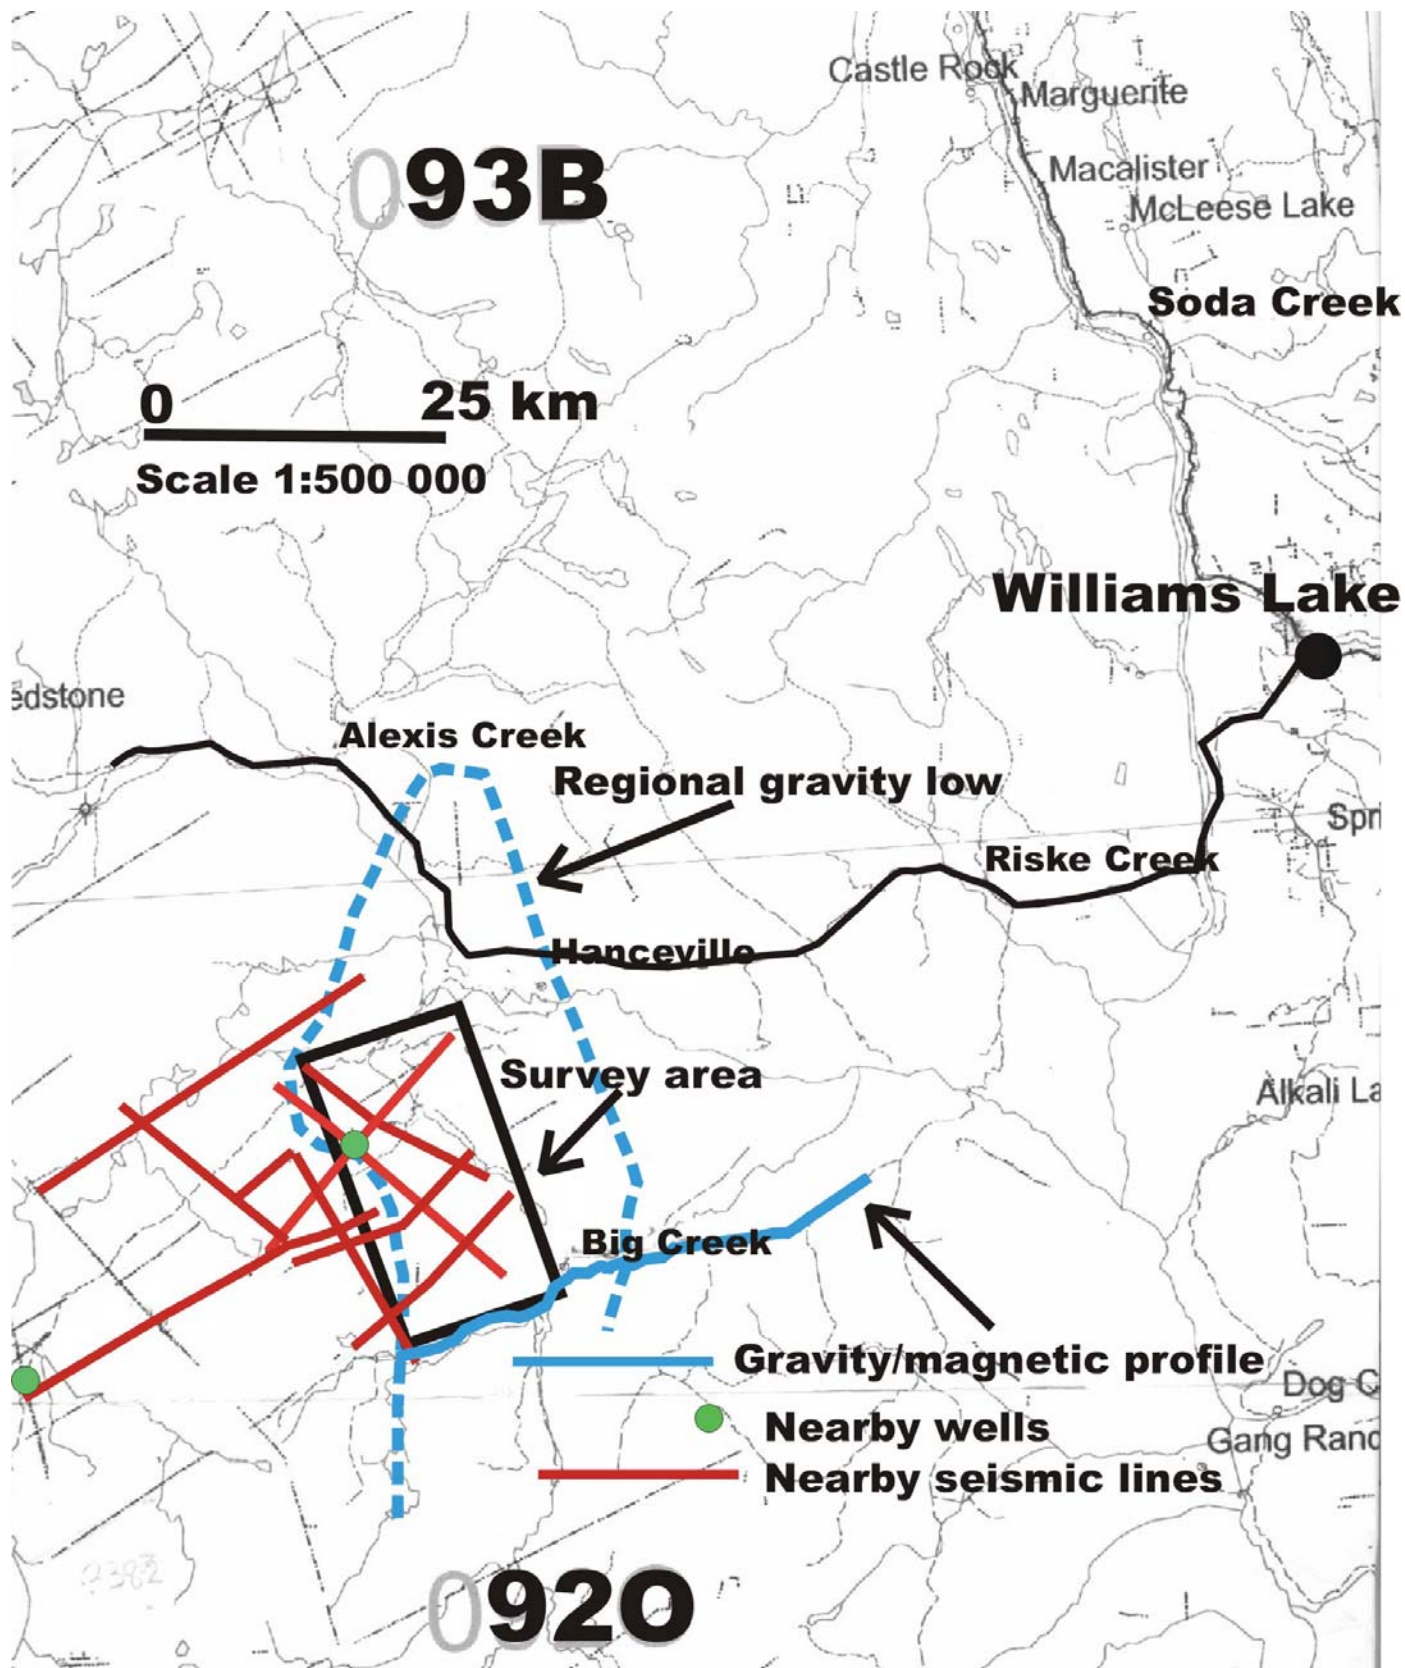 Castle Rock
Marguerite
093B
Macalister
McLeese Lake
Soda Creek
0 25 km
Scale 1:500 000
Williams Lake
edstone
Alexis Creek
Regional gravity low
Spri
Riske Creek
Hanceville
Survey area
Alkali La
Big Creek
Gravity/magnetic profile
Dog C
Nearby wells
Gang Ranc
Nearby seismic lines
092O